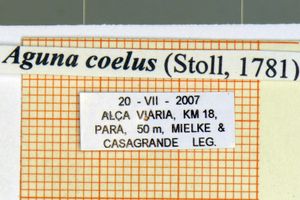 Aguna coelus (Stoll, 1781)
20 - VII - 2007
ALÇA VIARIA, KM 18,
PARA, 50 m, MIELKE &
CASAGRANDE LEG.